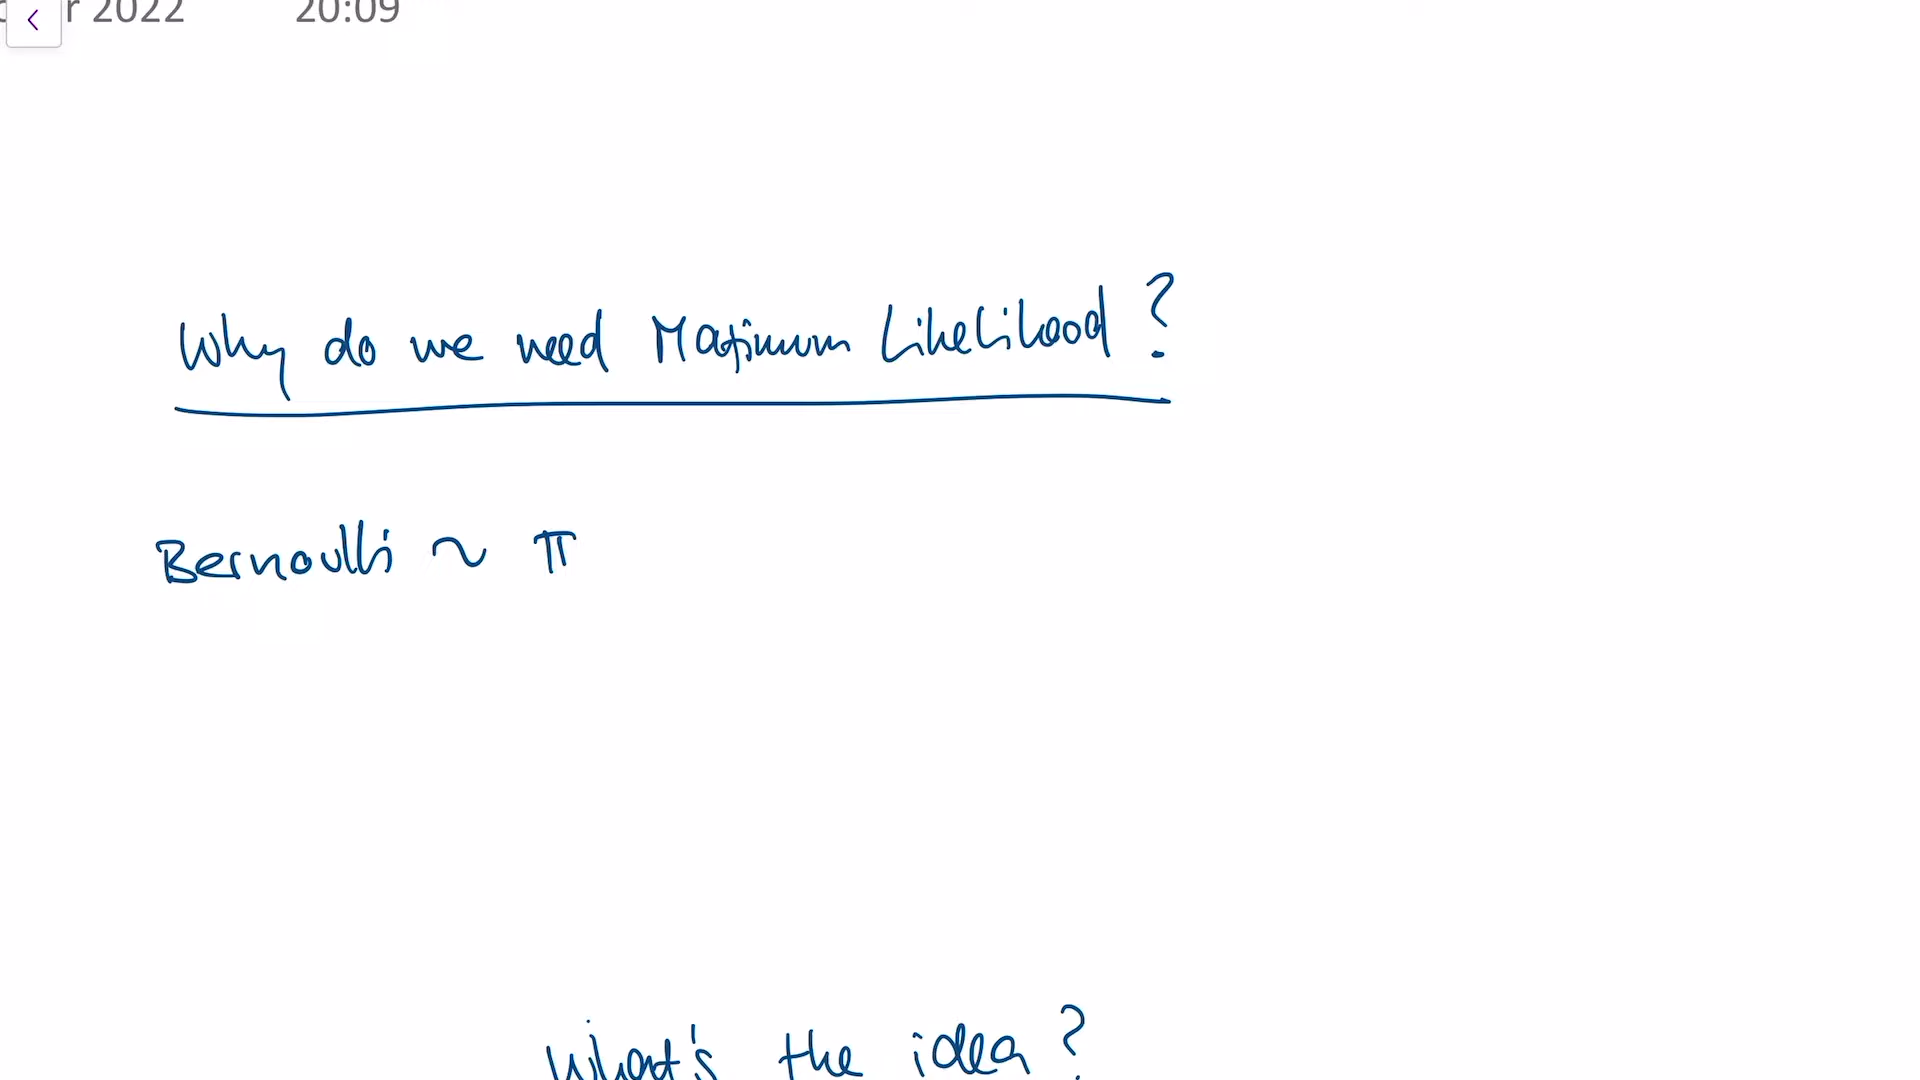 r 2022 20:09
Why do we need Maximum Likelihood?
Bernoulli ~ π
What's the idea?